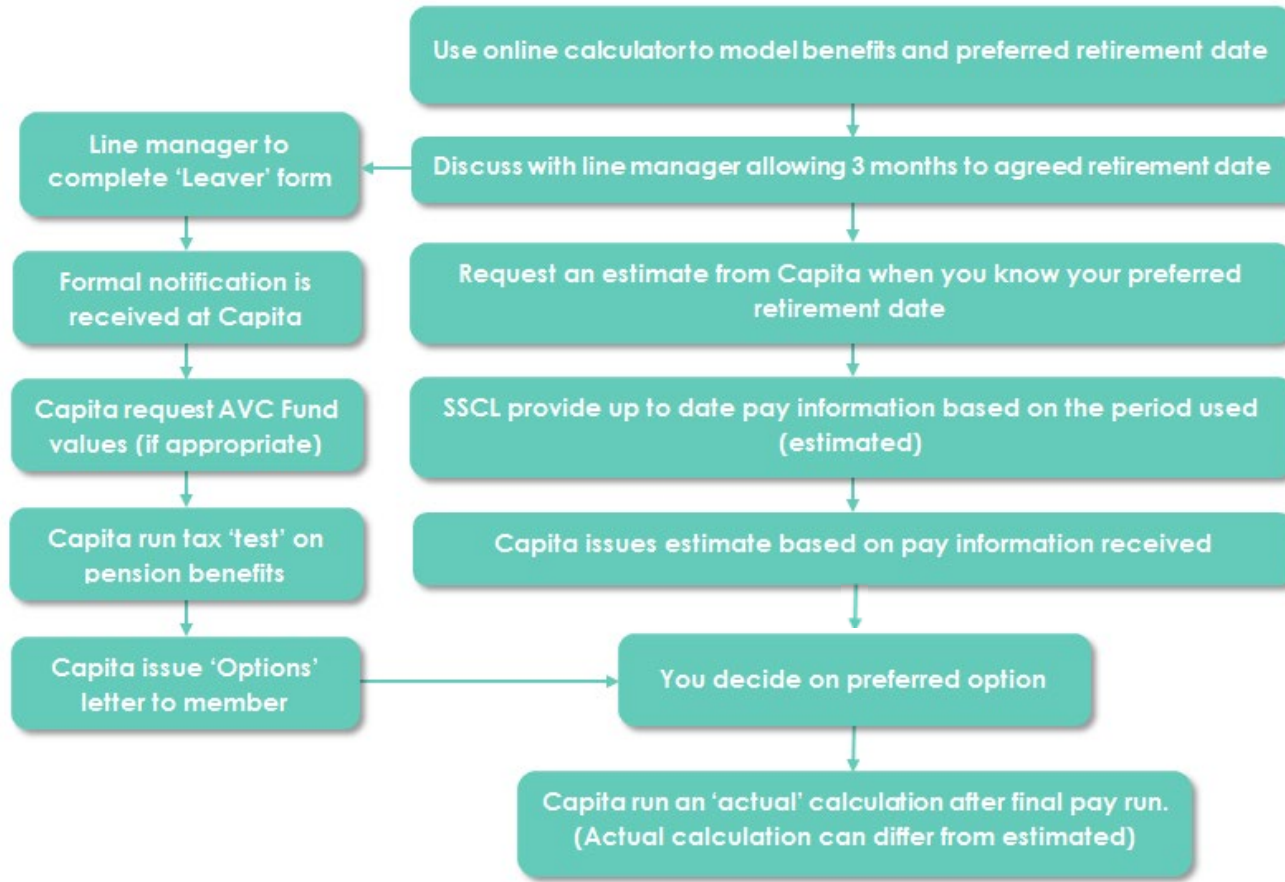 Use online calculator to model benefits and preferred retirement date
Discuss with line manager allowing 3 months to agreed retirement date
Line manager to
complete ‘Leaver’ form
Formal notification is
received at Capita
Capita request AVC Fund
values (if appropriate)
Capita run tax ‘test’ on
pension benefits
Capita issue ‘Options’
letter to member
Request an estimate from Capita when you know your preferred
retirement date
SSCL provide up to date pay information based on the period used
(estimated)
Capita issues estimate based on pay information received
You decide on preferred option
Capita run an ‘actual’ calculation after final pay run.
(Actual calculation can differ from estimated)